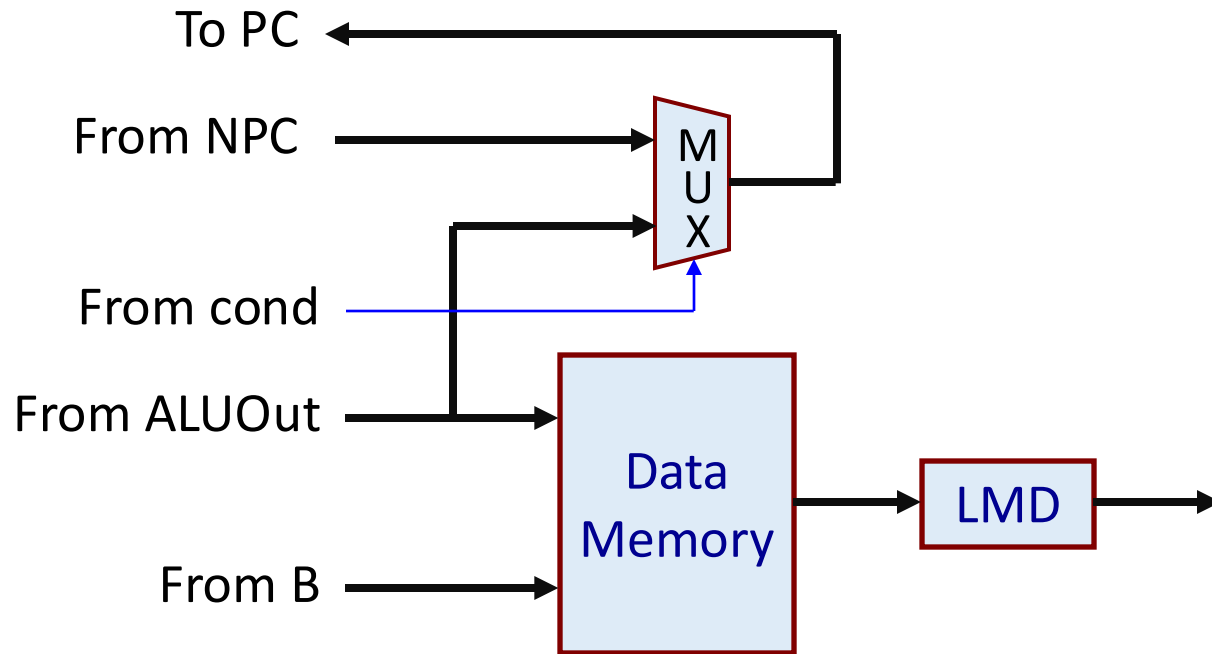 To PC
From NPC
M
U
X
From cond
From ALUOut
Data
Memory
LMD
From B